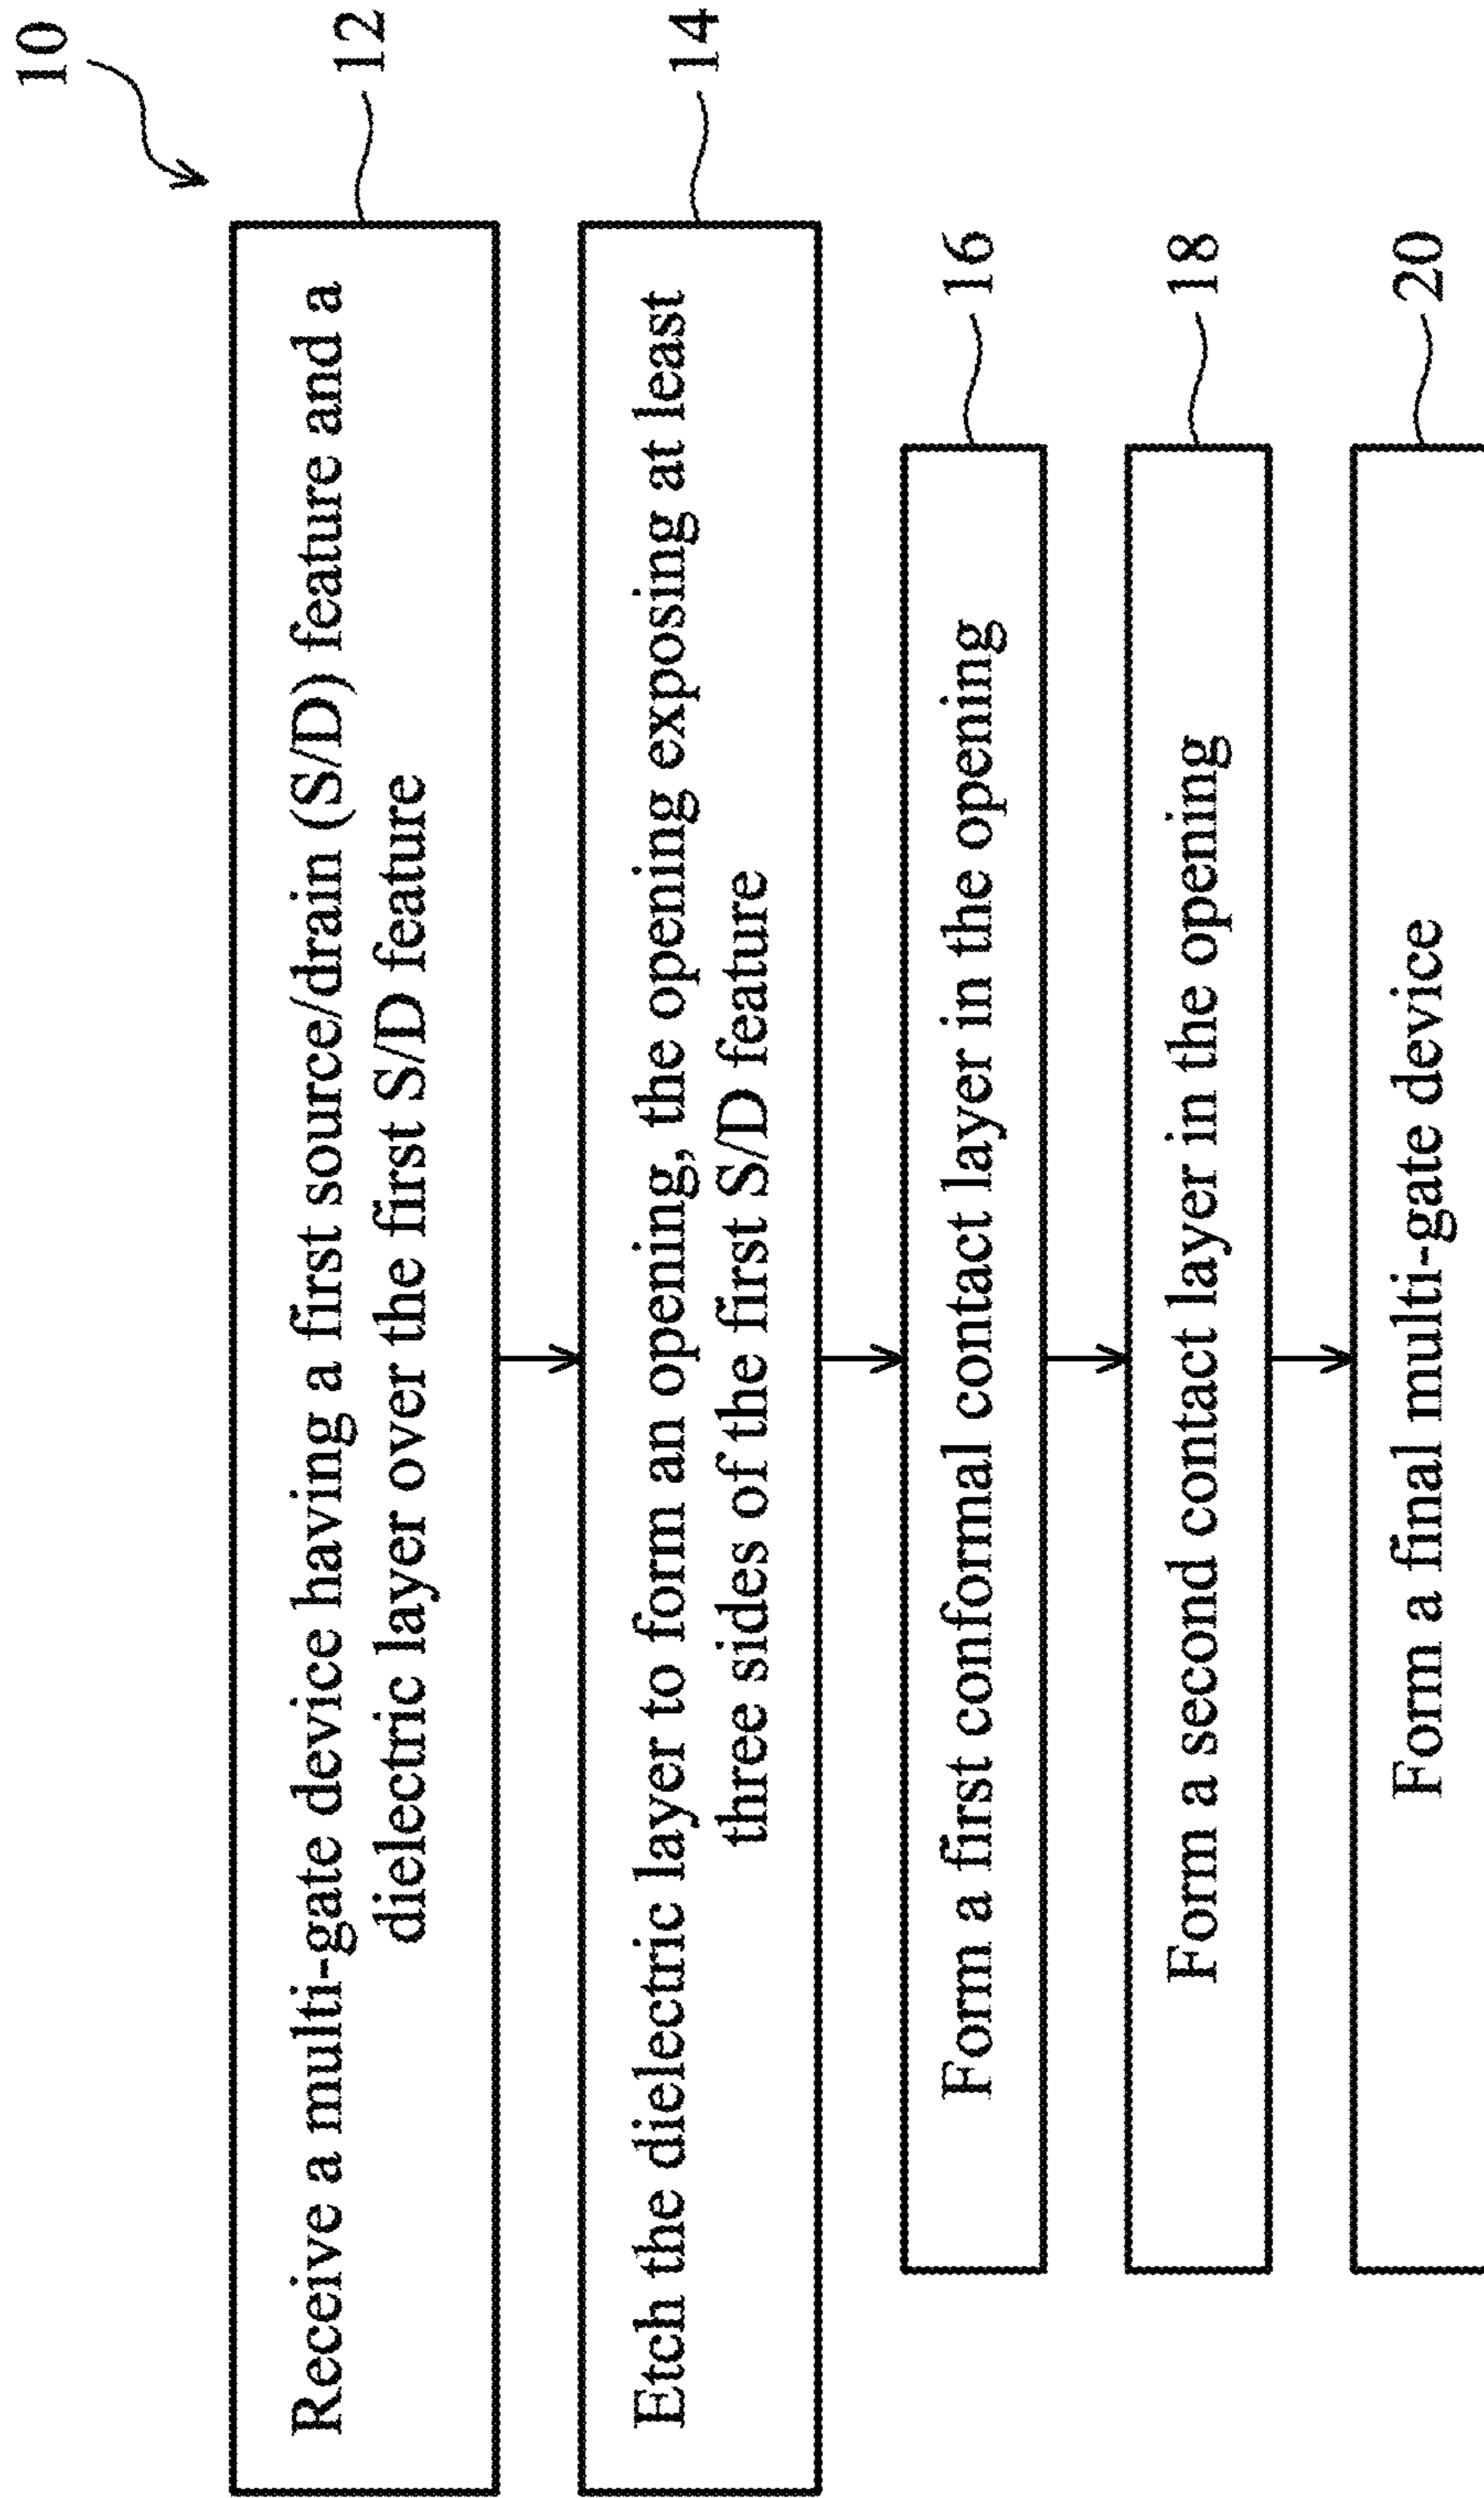 10
Receive a multi-gate device having a first source/drain (S/D) feature and a
dielectric layer over the first S/D feature
12
Etch the dielectric layer to form an opening, the opening exposing at least
three sides of the first S/D feature
14
Form a first conformal contact layer in the opening
16
Form a second contact layer in the opening
18
Form a final multi-gate device
20